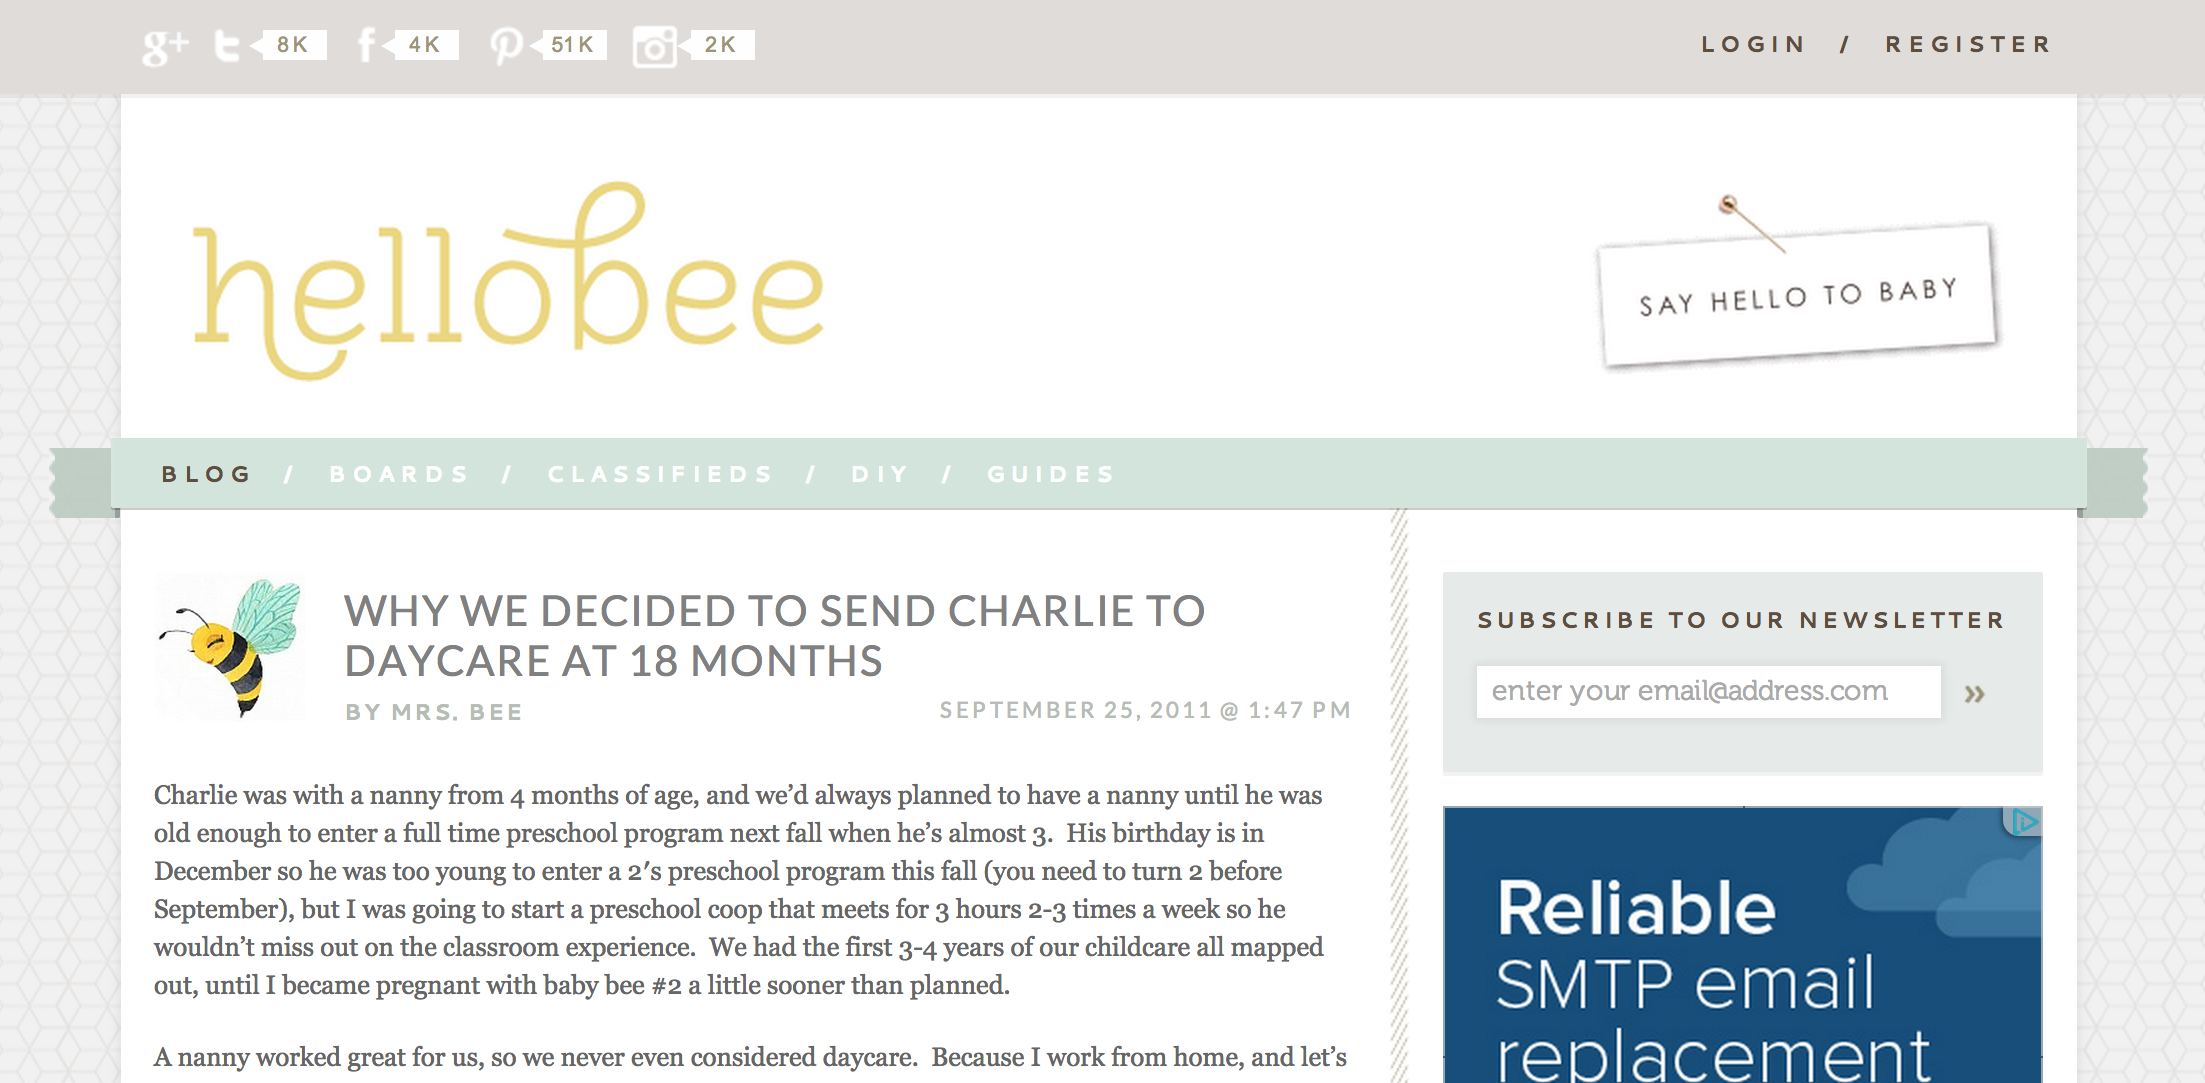 g+ 8K 4K 51K 2K
LOGIN / REGISTER
hellobee
SAY HELLO TO BABY
BLOG / BOARDS / CLASSIFIEDS / DIY / GUIDES
WHY WE DECIDED TO SEND CHARLIE TO
DAYCARE AT 18 MONTHS
BY MRS. BEE
SEPTEMBER 25, 2011 @ 1:47 PM
Charlie was with a nanny from 4 months of age, and we’d always planned to have a nanny until he was
old enough to enter a full time preschool program next fall when he’s almost 3.  His birthday is in
December so he was too young to enter a 2′s preschool program this fall (you need to turn 2 before
September), but I was going to start a preschool coop that meets for 3 hours 2-3 times a week so he
wouldn’t miss out on the classroom experience.  We had the first 3-4 years of our childcare all mapped
out, until I became pregnant with baby bee #2 a little sooner than planned.
A nanny worked great for us, so we never even considered daycare.  Because I work from home, and let’s
SUBSCRIBE TO OUR NEWSLETTER
enter your email@address.com »
Reliable
SMTP email
replacement